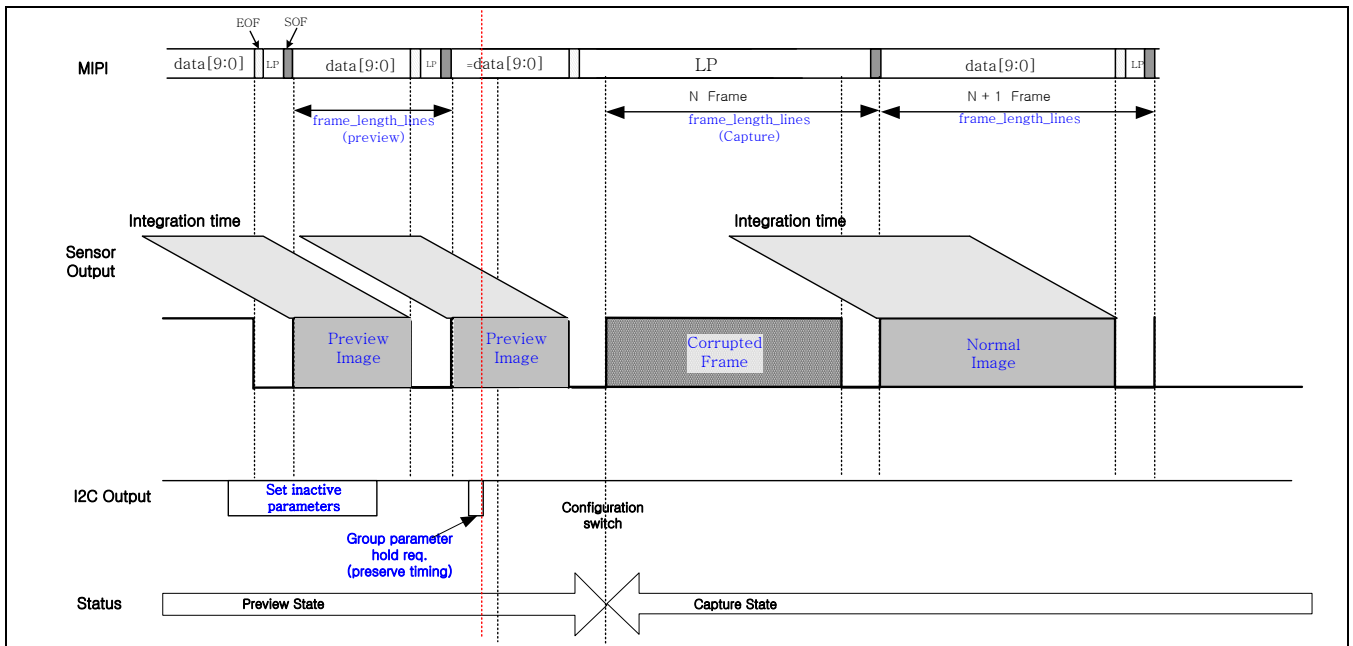 EOF SOF
MIPI
data[9:0] LP data[9:0] LP =data[9:0] LP data[9:0] LP
N Frame N + 1 Frame
frame_length_lines
(preview)
frame_length_lines
(Capture)
frame_length_lines
Integration time Integration time
Sensor
Output
Preview
Image
Preview
Image
Corrupted
Frame
Normal
Image
I2C Output
Set inactive
parameters
Group parameter
hold req.
(preserve timing)
Configuration
switch
Status Preview State Capture State